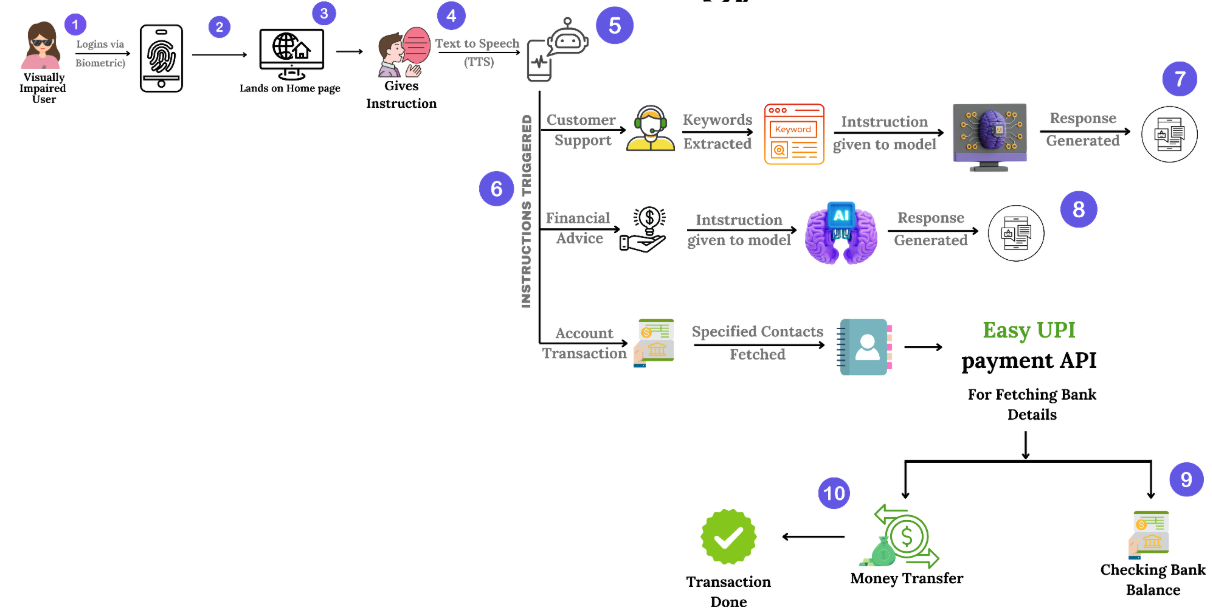 1
Logins via
Biometric)
Visually
Impaired
User
2
3
Lands on Home page
4
Gives
Instruction
Text to Speech
(TTS)
5
6
INSTRUCTIONS TRIGGERED
Customer
Support
Keywords
Extracted
Keyword
Intstruction
given to model
Response
Generated
7
Financial
Advice
Intstruction
given to model
AI
Response
Generated
8
Account
Transaction
Specified Contacts
Fetched
Easy UPI
payment API
For Fetching Bank
Details
9
Checking Bank
Balance
10
Money Transfer
Transaction
Done